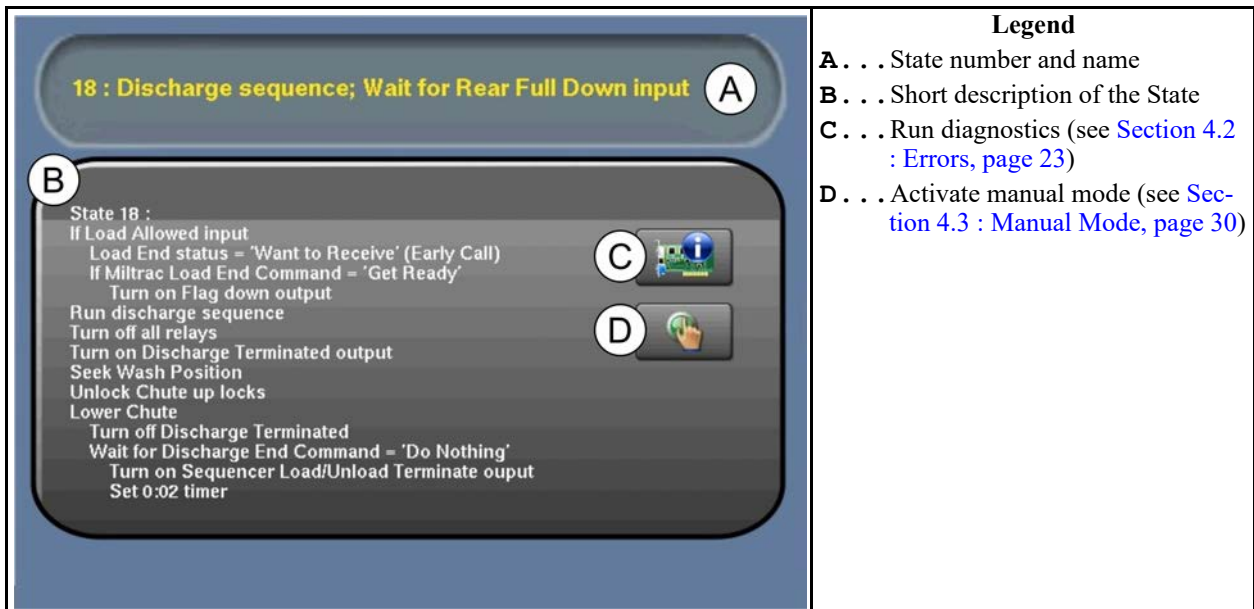 18 : Discharge sequence; Wait for Rear Full Down input
A
B
State 18 :
If Load Allowed input
Load End status = 'Want to Receive' (Early Call)
If Miltrac Load End Command = 'Get Ready'
Turn on Flag down output
Run discharge sequence
Turn off all relays
Turn on Discharge Terminated output
Seek Wash Position
Unlock Chute up locks
Lower Chute
Turn off Discharge Terminated
Wait for Discharge End Command = 'Do Nothing'
Turn on Sequencer Load/Unload Terminate ouput
Set 0:02 timer
C
D
Legend
A...State number and name
B...Short description of the State
C...Run diagnostics (see Section 4.2
: Errors, page 23)
D...Activate manual mode (see Sec-
tion 4.3 : Manual Mode, page 30)